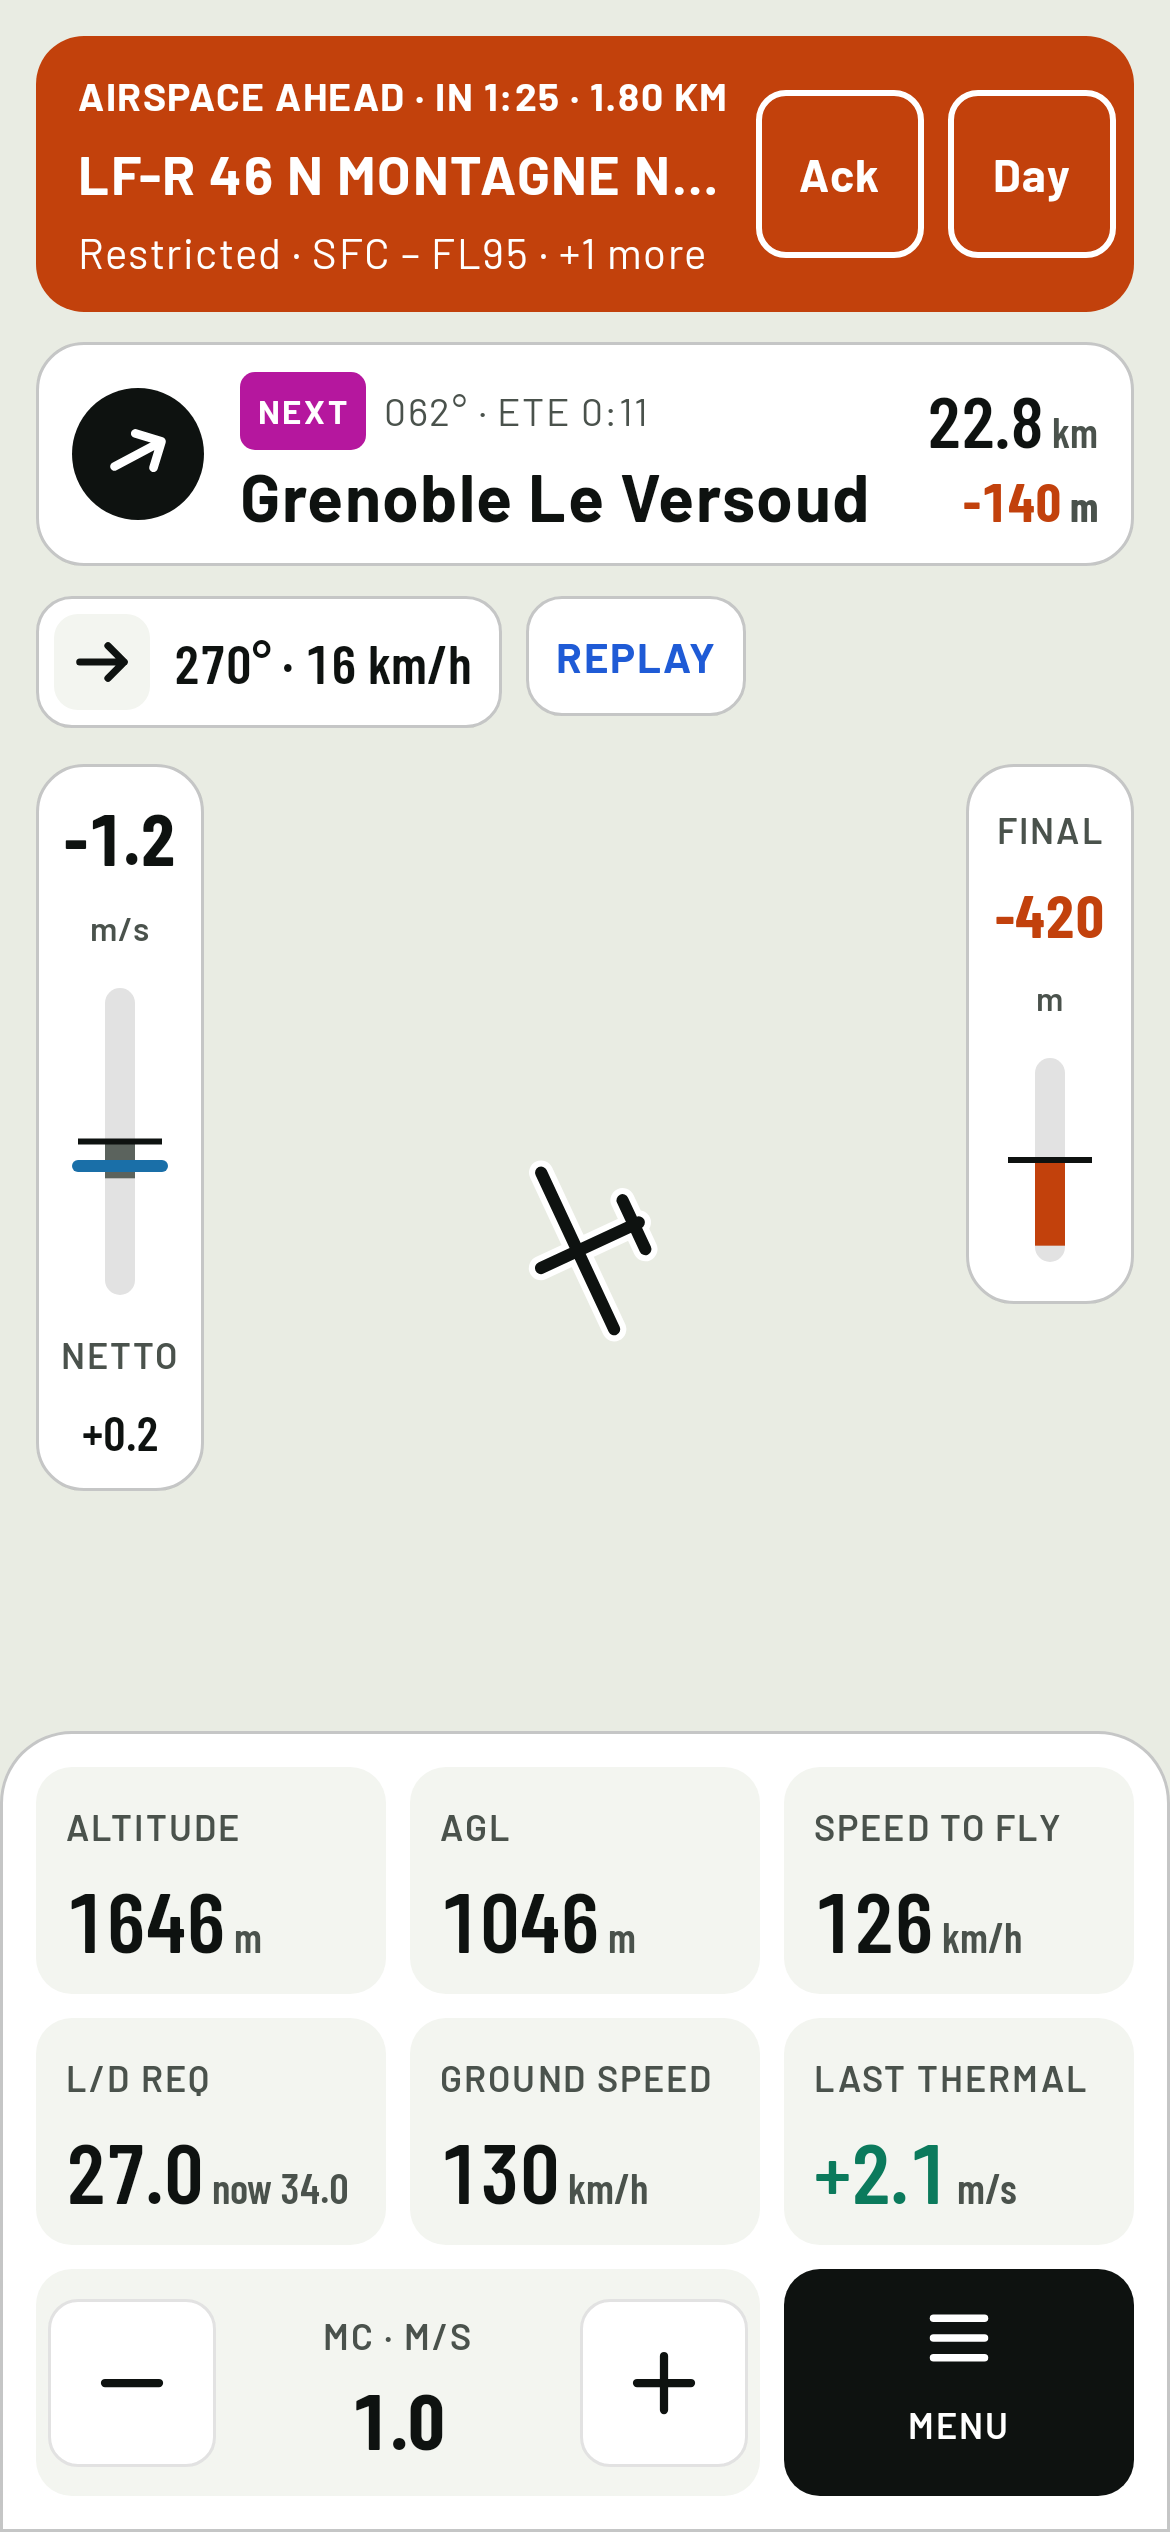 AIRSPACE AHEAD · IN 1:25 · 1.80 KM
LF-R 46 N MONTAGNE N...
Restricted · SFC – FL95 · +1 more
Ack
Day
NEXT 062° · ETE 0:11
Grenoble Le Versoud
22.8 km
-140 m
270° · 16 km/h
REPLAY
-1.2
m/s
NETTO
+0.2
FINAL
-420
m
ALTITUDE
1646 m
AGL
1046 m
SPEED TO FLY
126 km/h
L/D REQ
27.0 now 34.0
GROUND SPEED
130 km/h
LAST THERMAL
+2.1 m/s
MC · M/S
1.0
MENU